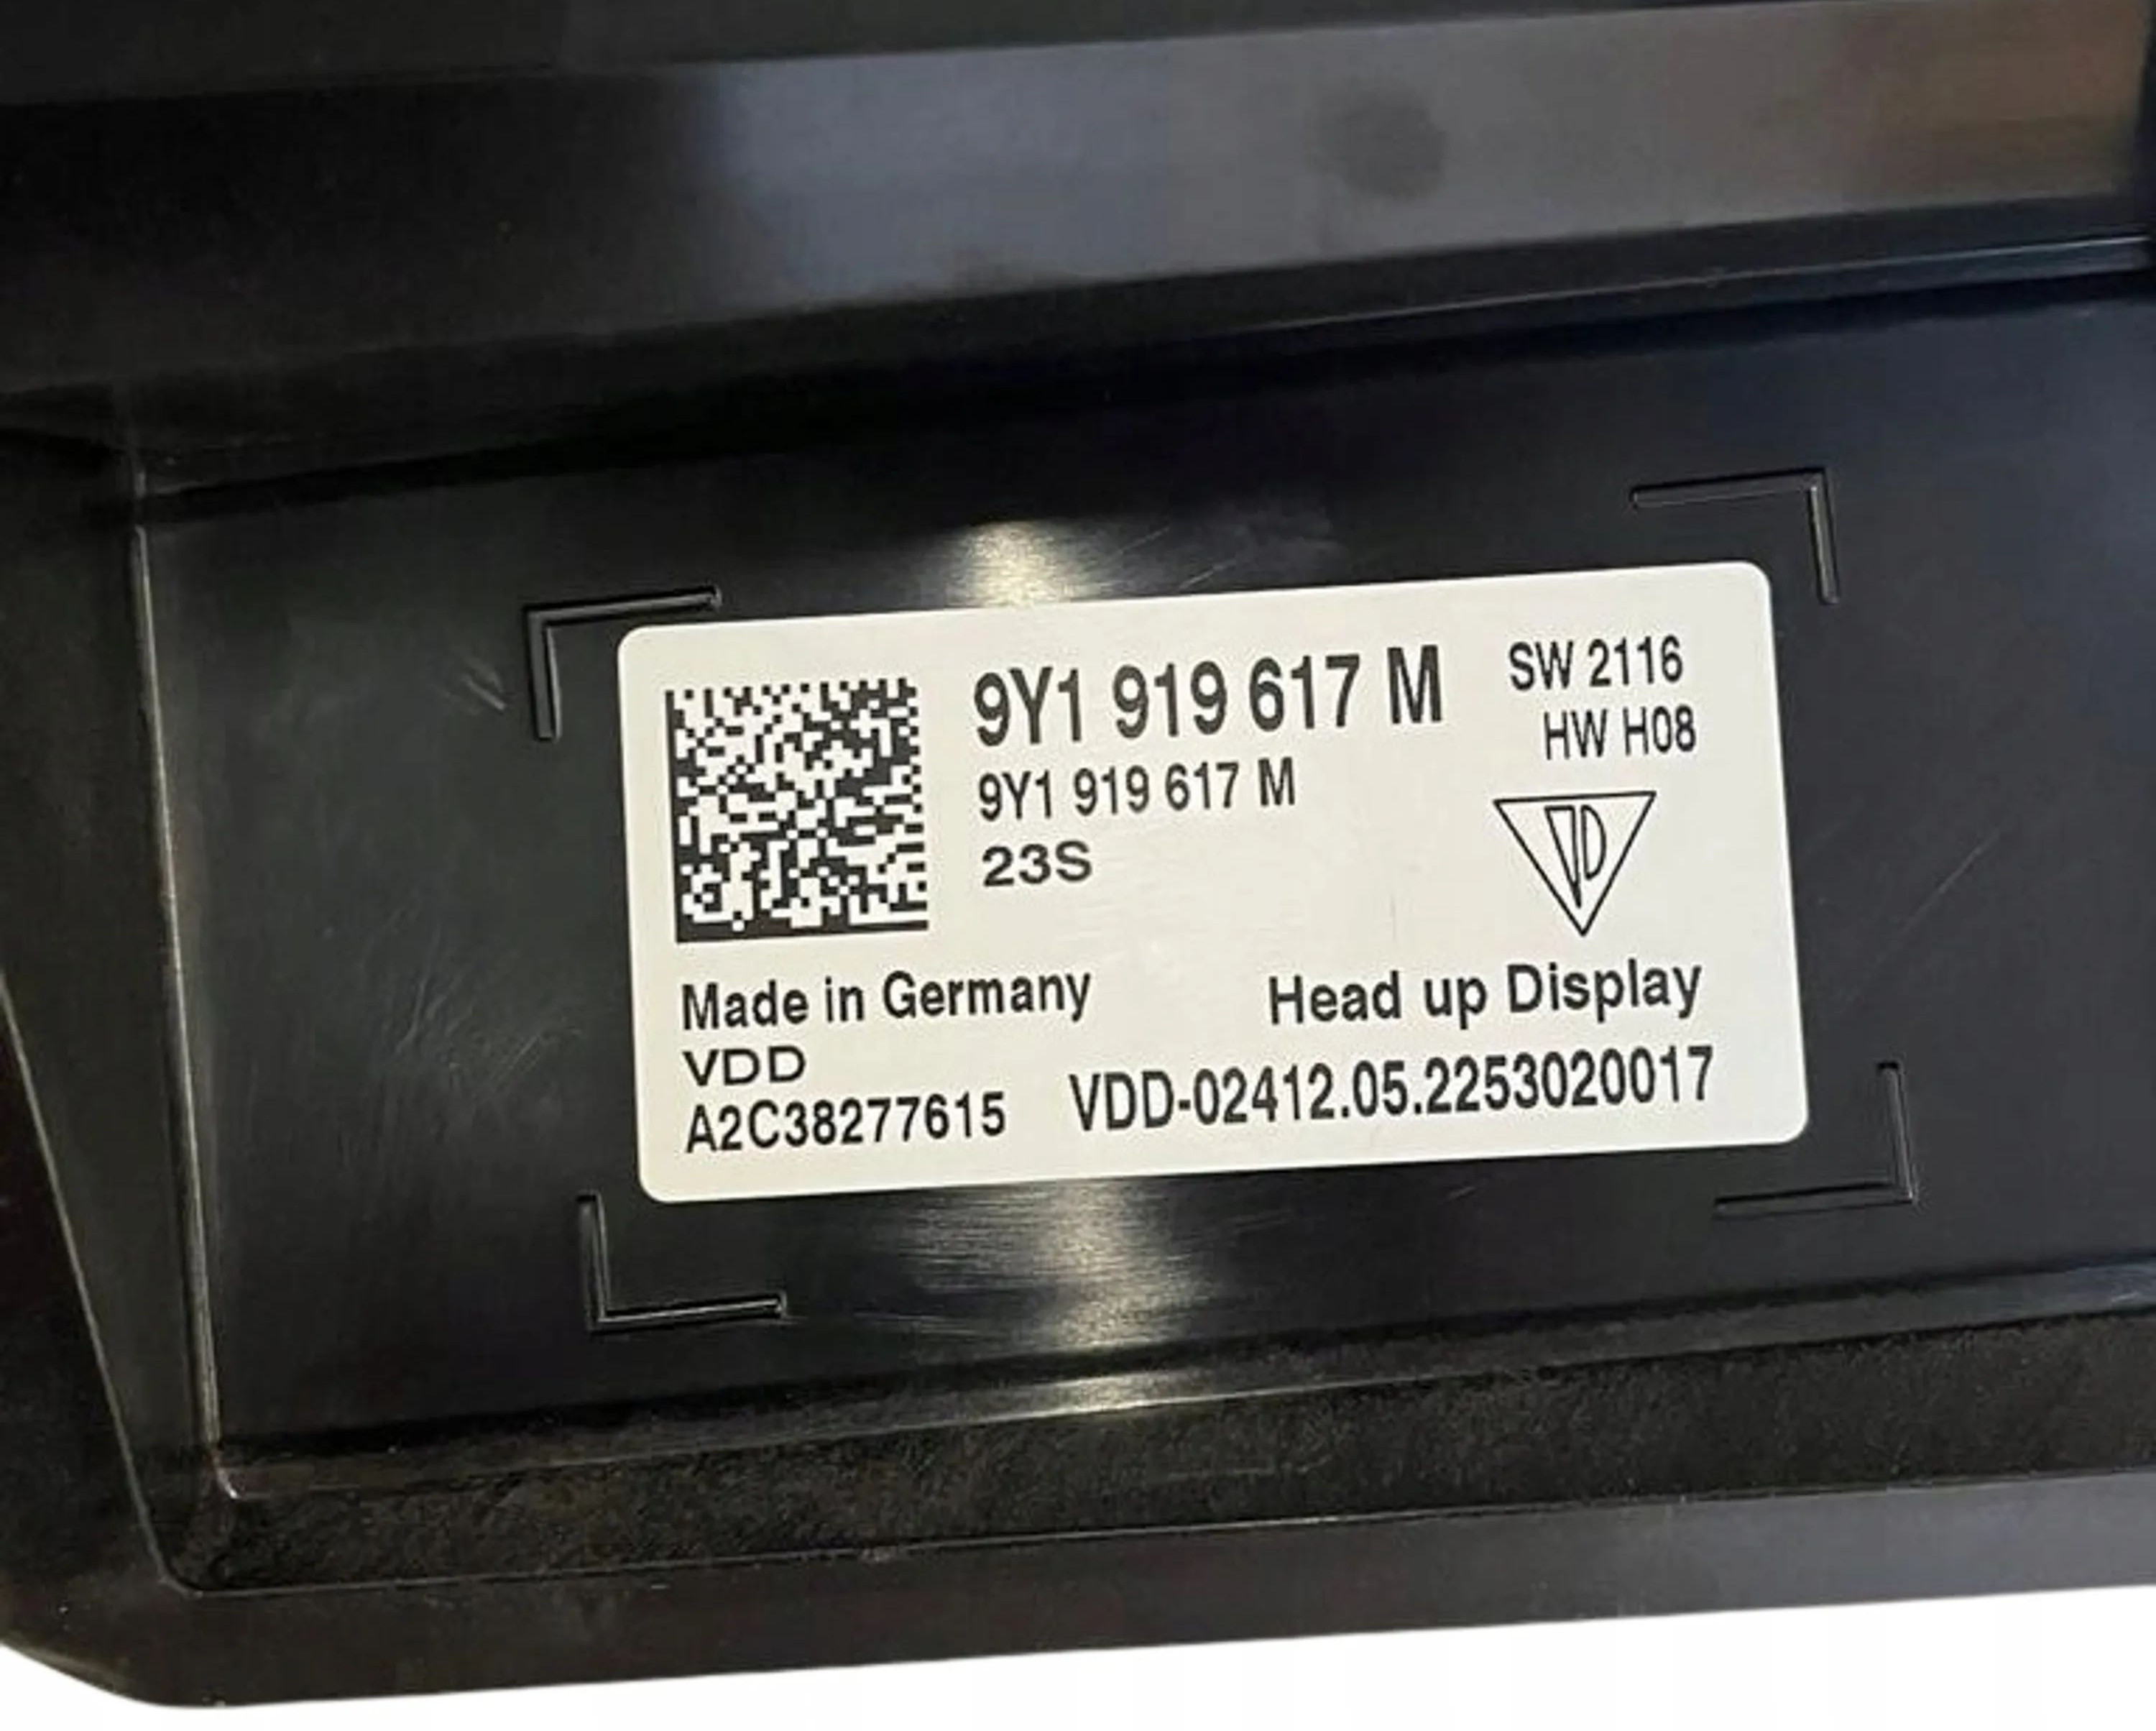 9Y1 919 617 M
SW 2116
HW H08
9Y1 919 617 M
23S
Made in Germany
Head up Display
VDD
A2C38277615
VDD-02412.05.2253020017